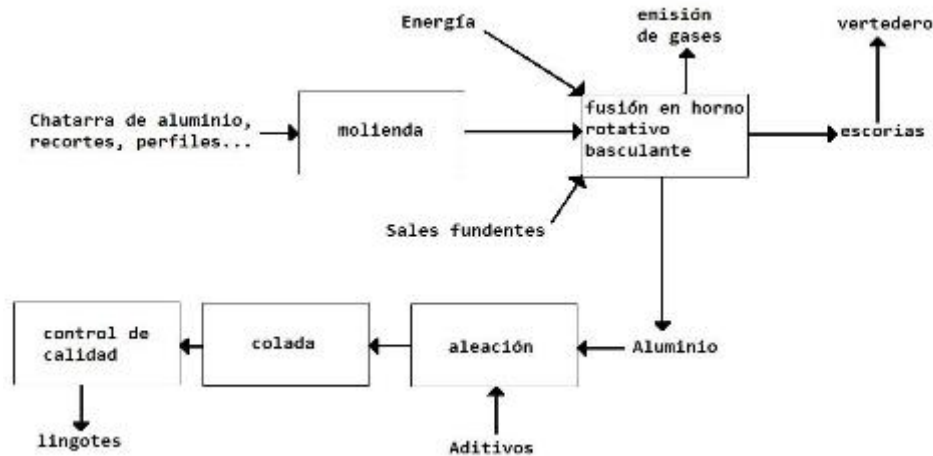 Energía
emisión
de gases
vertedero
Chatarra de aluminio,
recortes, perfiles...
molienda
fusión en horno
rotativo
basculante
escorias
Sales fundentes
control de
calidad
colada
aleación
Aluminio
lingotes
Aditivos